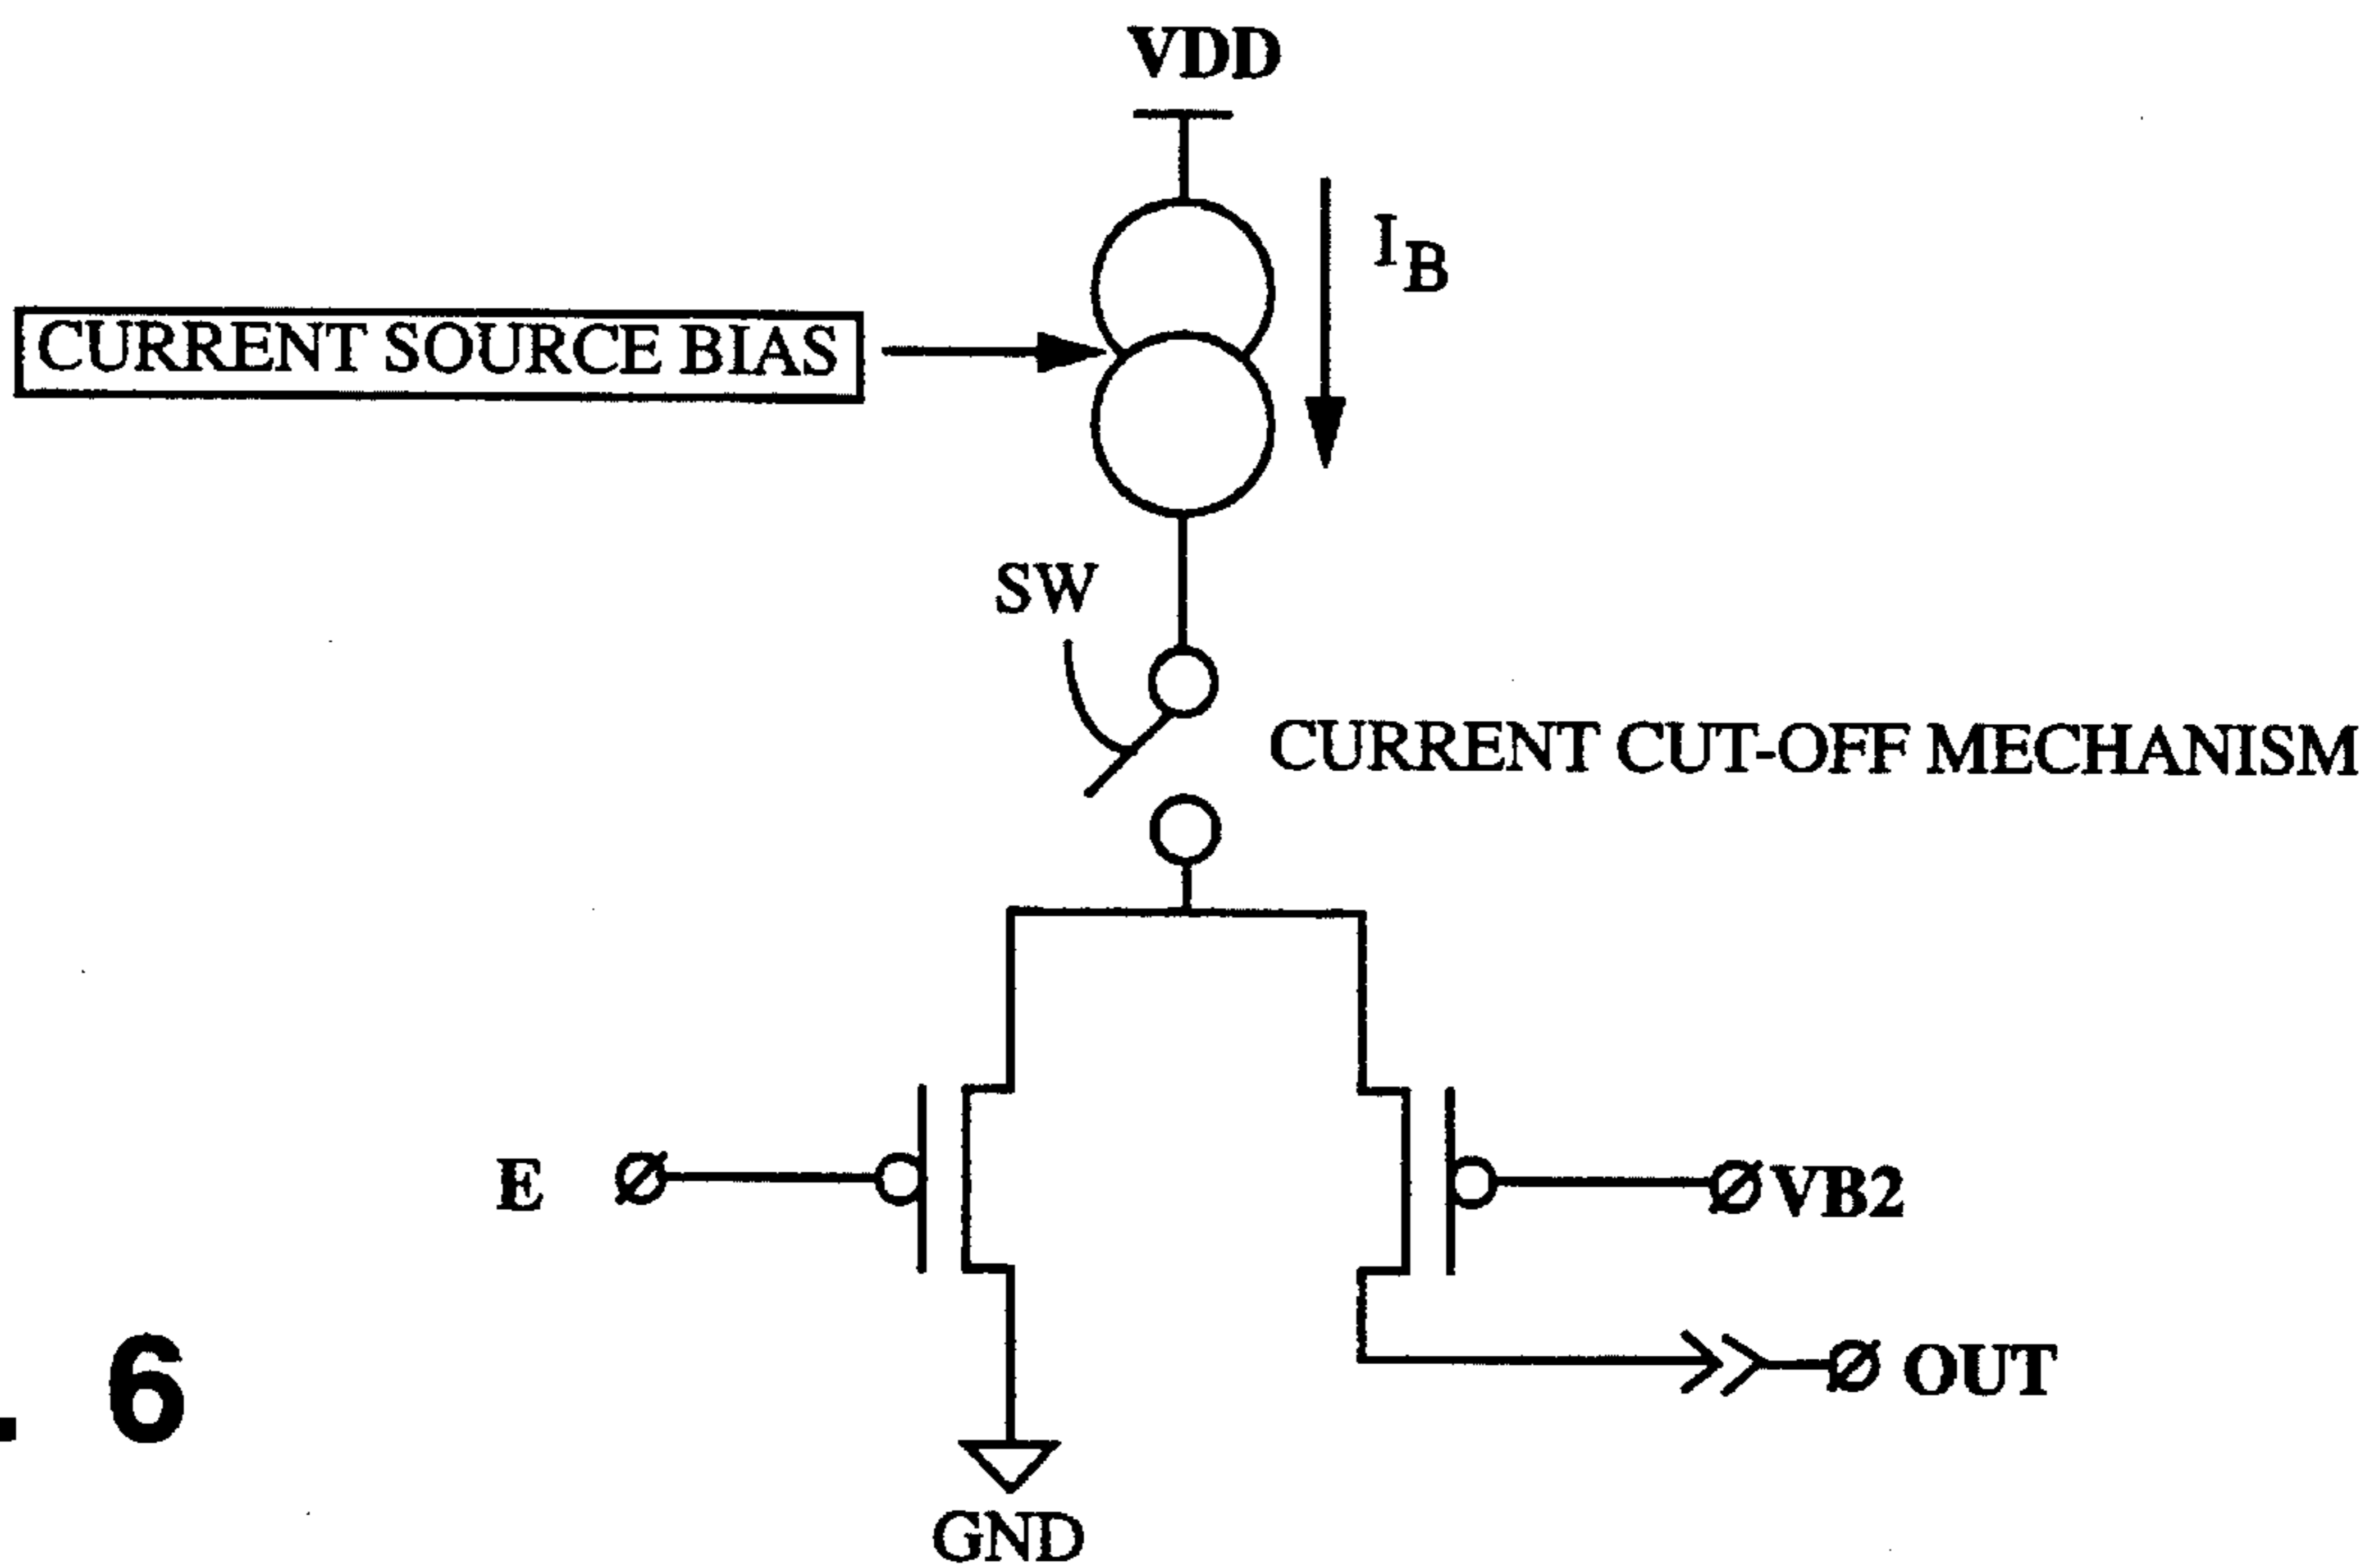 VDD
I_B
CURRENT SOURCE BIAS
SW
CURRENT CUT-OFF MECHANISM
E
VB2
. 6
OUT
GND